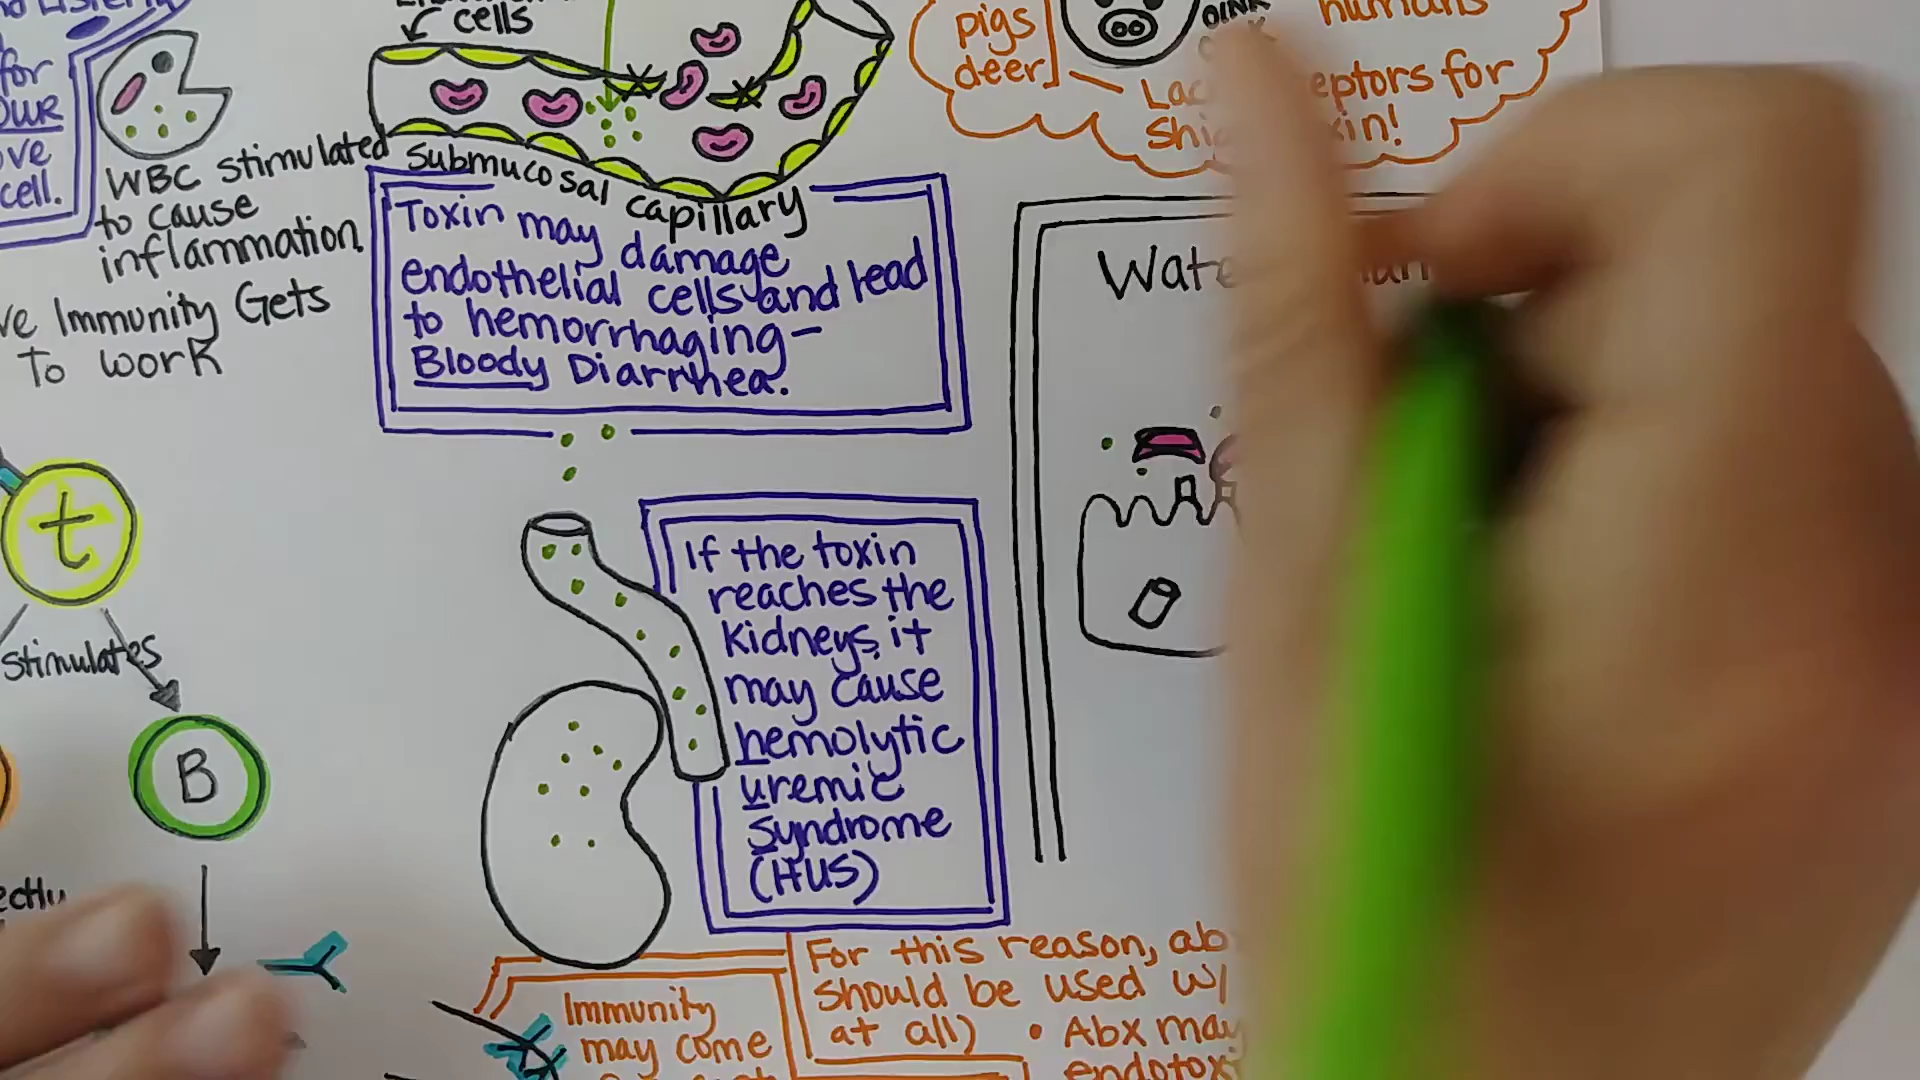 for
OUR
ove
cell.
WBC stimulated
to cause
inflammation
ve Immunity Gets
To work
t
stimulates
B
ectly
cells
submucosal capillary
Toxin may damage
endothelial cells and lead
to hemorrhaging-
Bloody Diarrhea.
If the toxin
reaches the
Kidneys, it
may cause
hemolytic
uremic
syndrome
(HUS)
Immunity
may come
For this reason, ab
should be used w/
at all) • Abx may
endotox
pigs
deer
OINK
humans
Lac eptors for
Shi xin!
Wate